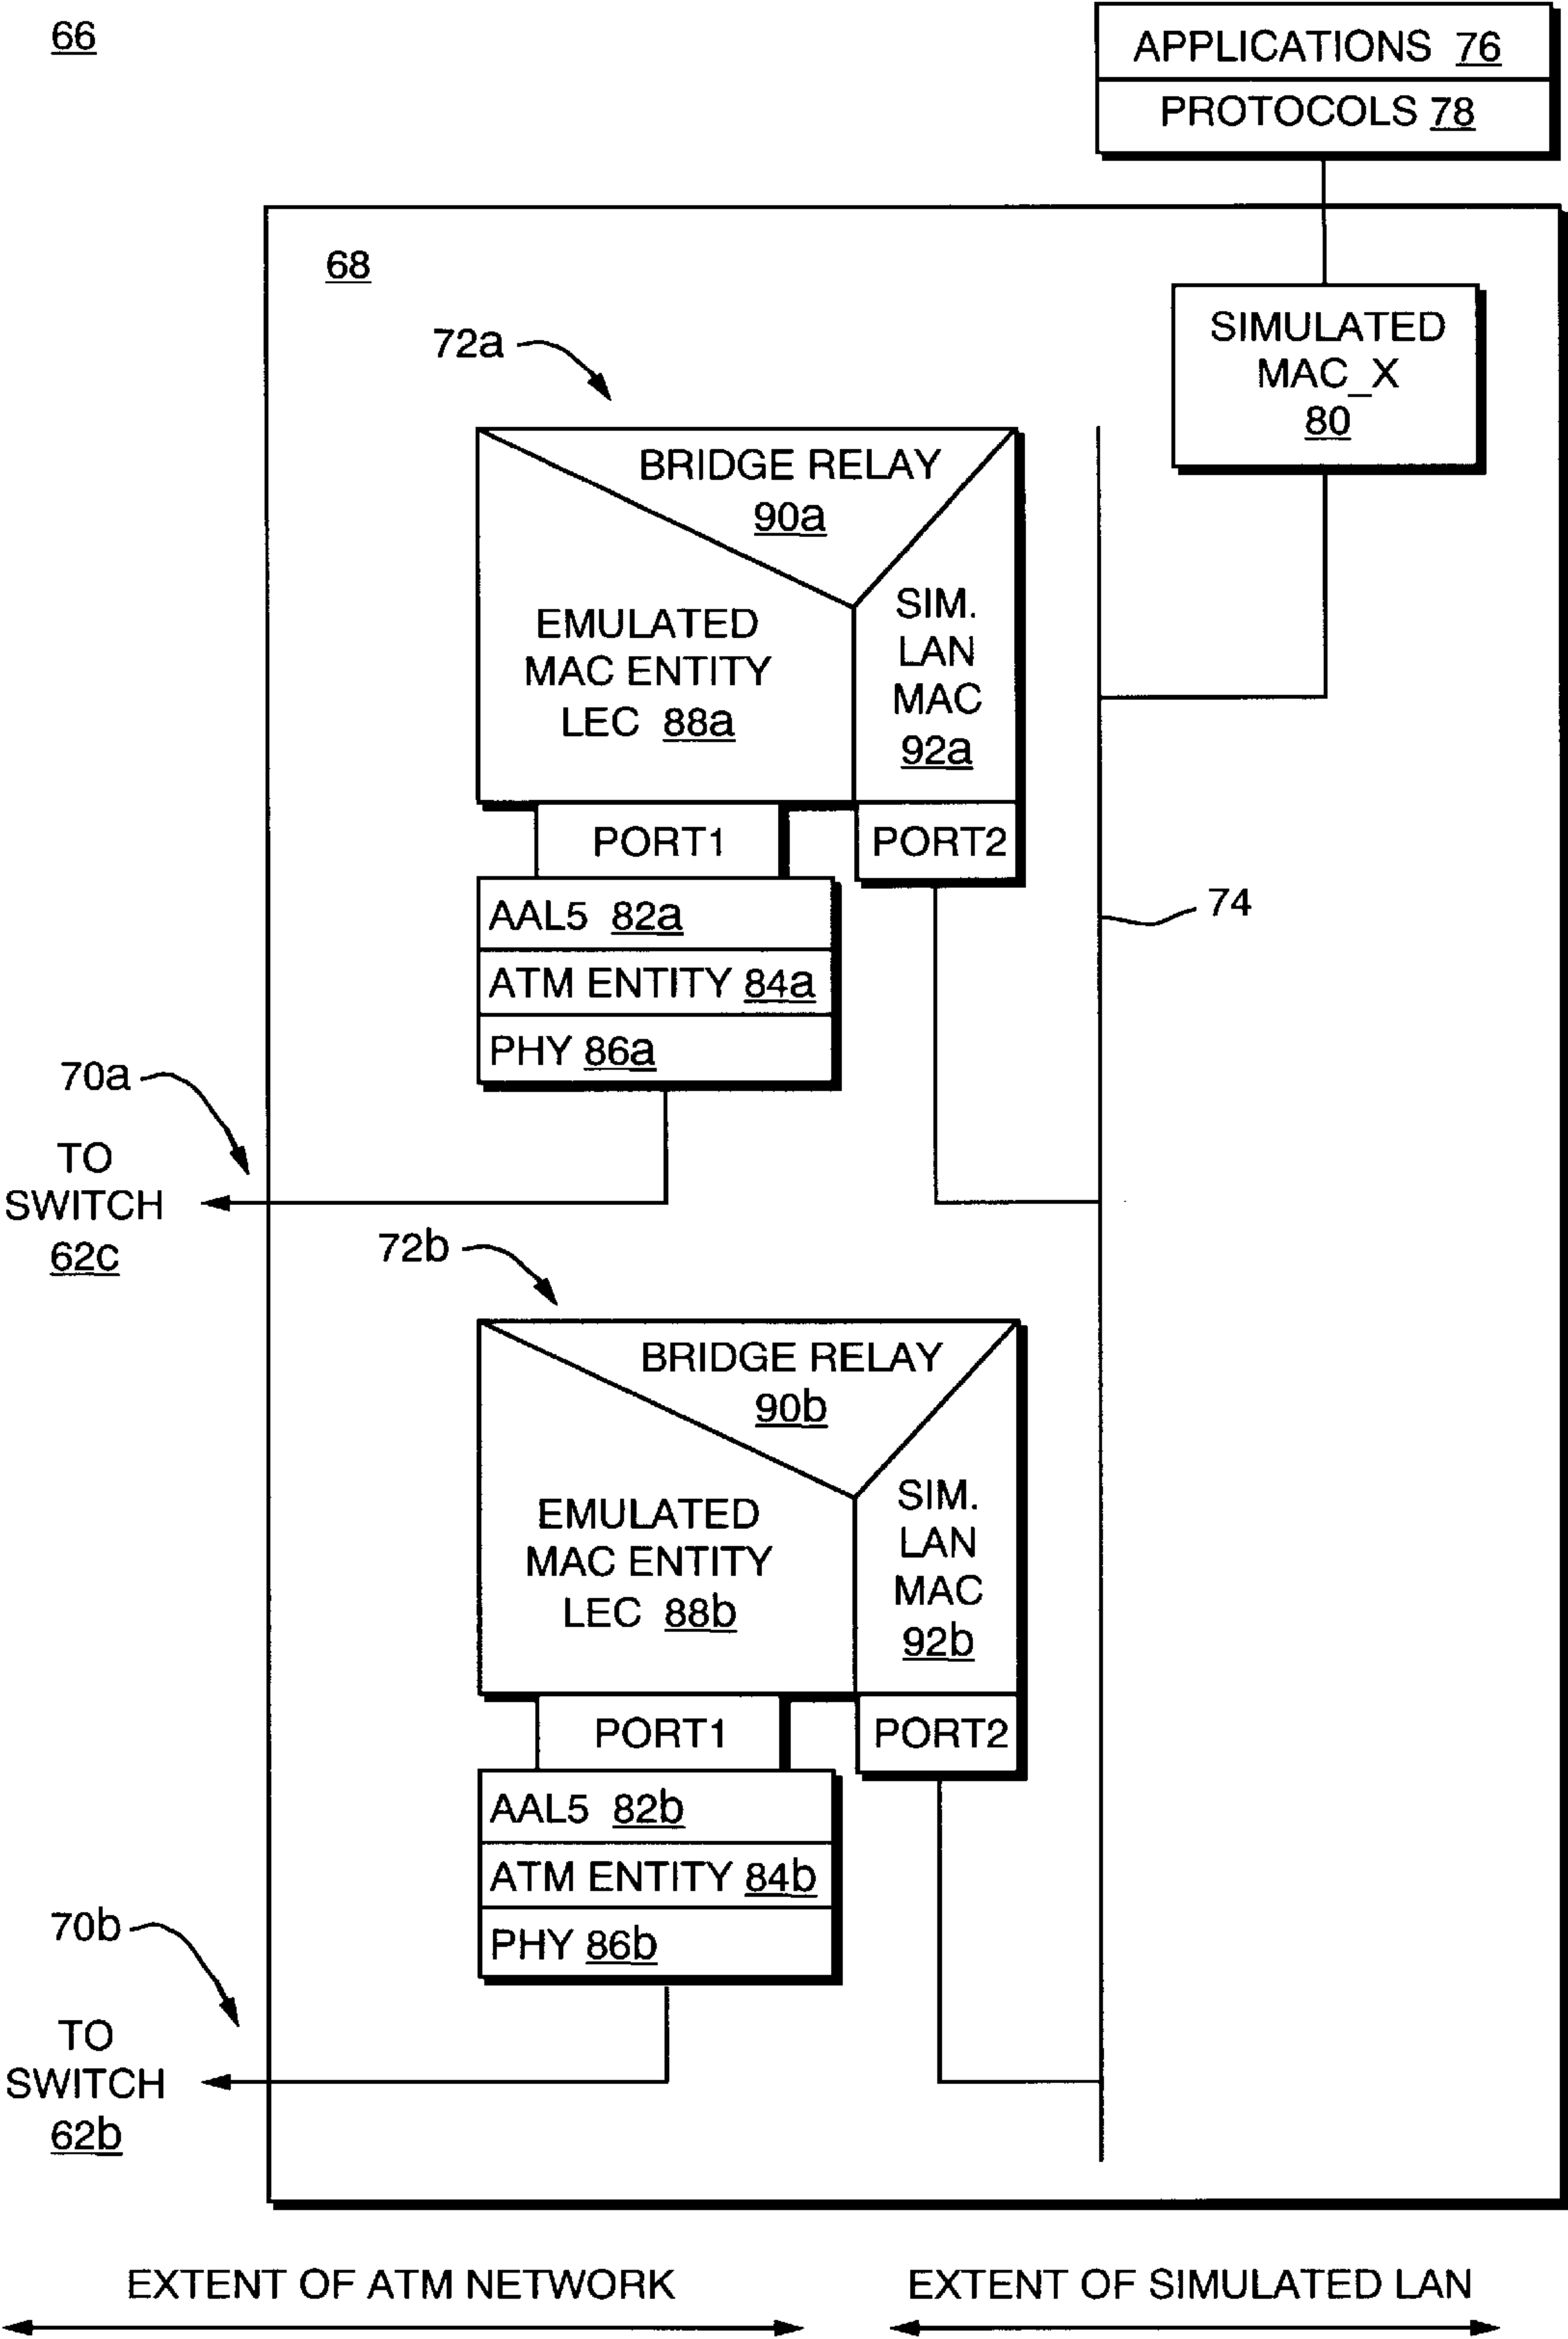 66
APPLICATIONS 76
PROTOCOLS 78
68
SIMULATED
MAC_X
80
72a
BRIDGE RELAY
90a
EMULATED
MAC ENTITY
LEC 88a
SIM.
LAN
MAC
92a
PORT1
PORT2
74
AAL5 82a
ATM ENTITY 84a
PHY 86a
70a
TO
SWITCH
62c
72b
BRIDGE RELAY
90b
EMULATED
MAC ENTITY
LEC 88b
SIM.
LAN
MAC
92b
PORT1
PORT2
AAL5 82b
ATM ENTITY 84b
PHY 86b
70b
TO
SWITCH
62b
EXTENT OF ATM NETWORK
EXTENT OF SIMULATED LAN